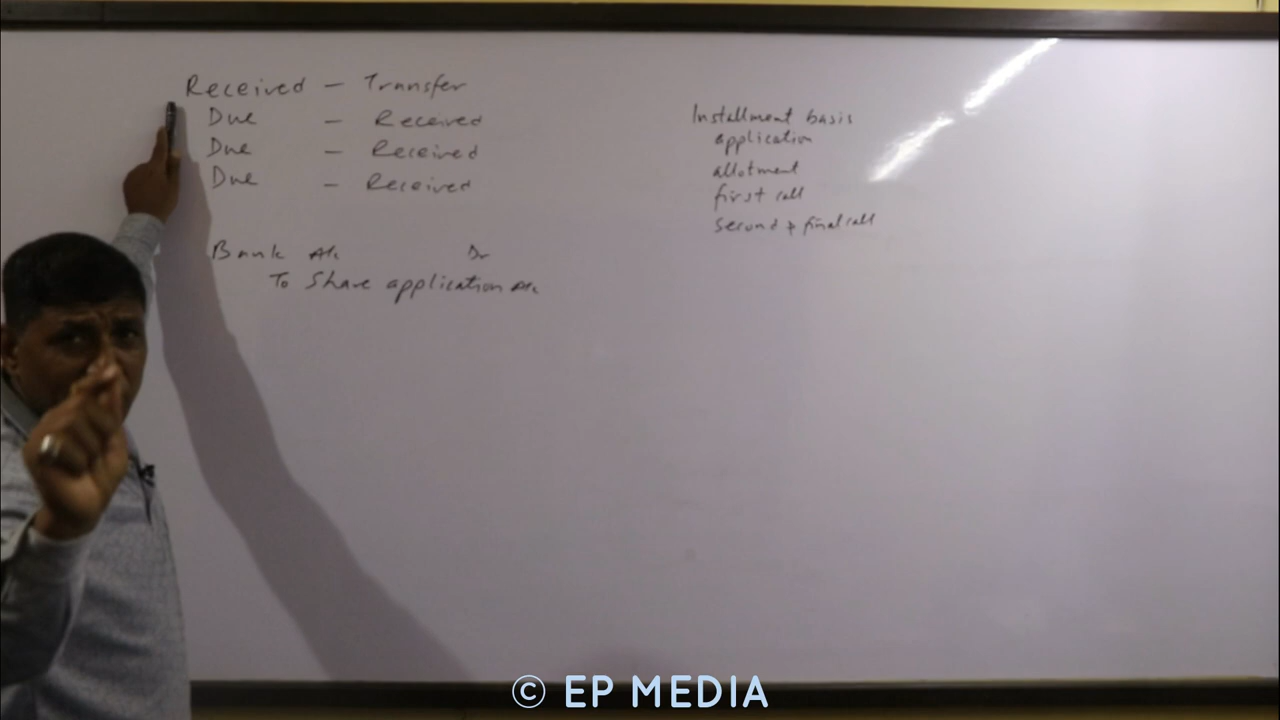 Received - Transfer
Due - Received
Due - Received
Due - Received
Bank A/c Dr
To Share application A/c
Installment basis
application
allotment
first call
second & final call
© EP MEDIA